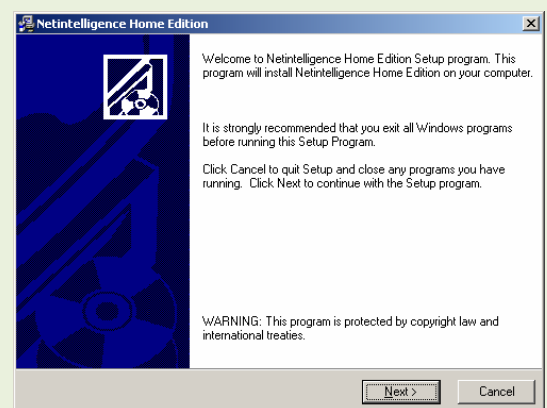 Netintelligence Home Edition
Welcome to Netintelligence Home Edition Setup program. This
program will install Netintelligence Home Edition on your computer.
It is strongly recommended that you exit all Windows programs
before running this Setup Program.
Click Cancel to quit Setup and close any programs you have
running. Click Next to continue with the Setup program.
WARNING: This program is protected by copyright law and
international treaties.
Next >
Cancel